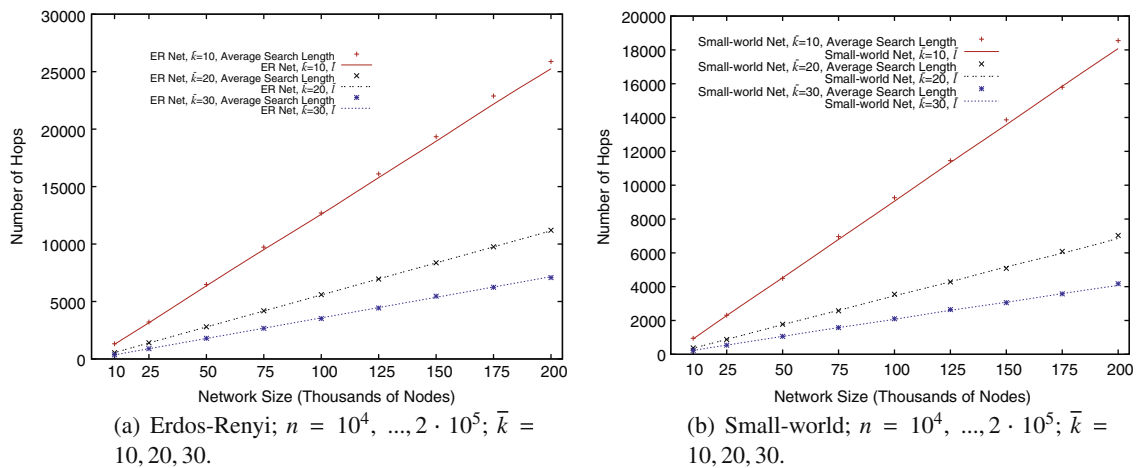 30000
25000
20000
15000
10000
5000
0
Number of Hops
ER Net, k̄=10, Average Search Length
ER Net, k̄=10, l̄
ER Net, k̄=20, Average Search Length
ER Net, k̄=20, l̄
ER Net, k̄=30, Average Search Length
ER Net, k̄=30, l̄
10 25 50 75 100 125 150 175 200
Network Size (Thousands of Nodes)
(a) Erdos-Renyi; n = 10⁴, ...,2 · 10⁵; k̄ =
10, 20, 30.
20000
18000
16000
14000
12000
10000
8000
6000
4000
2000
0
Number of Hops
Small-world Net, k̄=10, Average Search Length
Small-world Net, k̄=10, l̄
Small-world Net, k̄=20, Average Search Length
Small-world Net, k̄=20, l̄
Small-world Net, k̄=30, Average Search Length
Small-world Net, k̄=30, l̄
10 25 50 75 100 125 150 175 200
Network Size (Thousands of Nodes)
(b) Small-world; n = 10⁴, ...,2 · 10⁵; k̄ =
10, 20, 30.